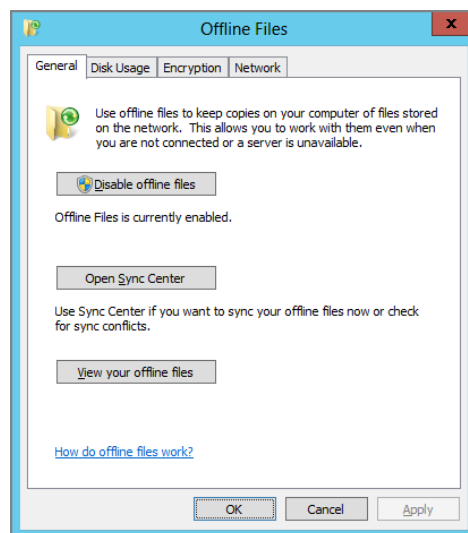 Offline Files
x
General Disk Usage Encryption Network
Use offline files to keep copies on your computer of files stored
on the network. This allows you to work with them even when
you are not connected or a server is unavailable.
Disable offline files
Offline Files is currently enabled.
Open Sync Center
Use Sync Center if you want to sync your offline files now or check
for sync conflicts.
View your offline files
How do offline files work?
OK Cancel Apply